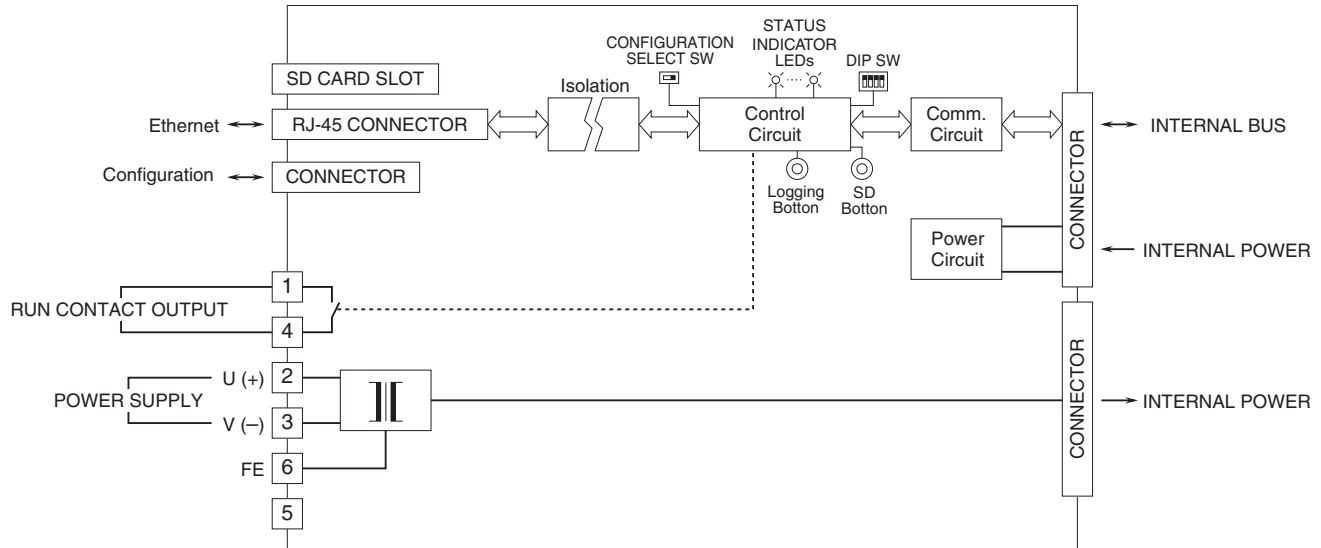 CONFIGURATION
SELECT SW
STATUS
INDICATOR
LEDs
DIP SW
SD CARD SLOT
Isolation
Ethernet
RJ-45 CONNECTOR
Control
Circuit
Comm.
Circuit
CONNECTOR
INTERNAL BUS
Configuration
CONNECTOR
Logging
Botton
SD
Botton
Power
Circuit
INTERNAL POWER
RUN CONTACT OUTPUT
1
4
POWER SUPPLY
U (+)
2
V (–)
3
FE
6
5
CONNECTOR
INTERNAL POWER